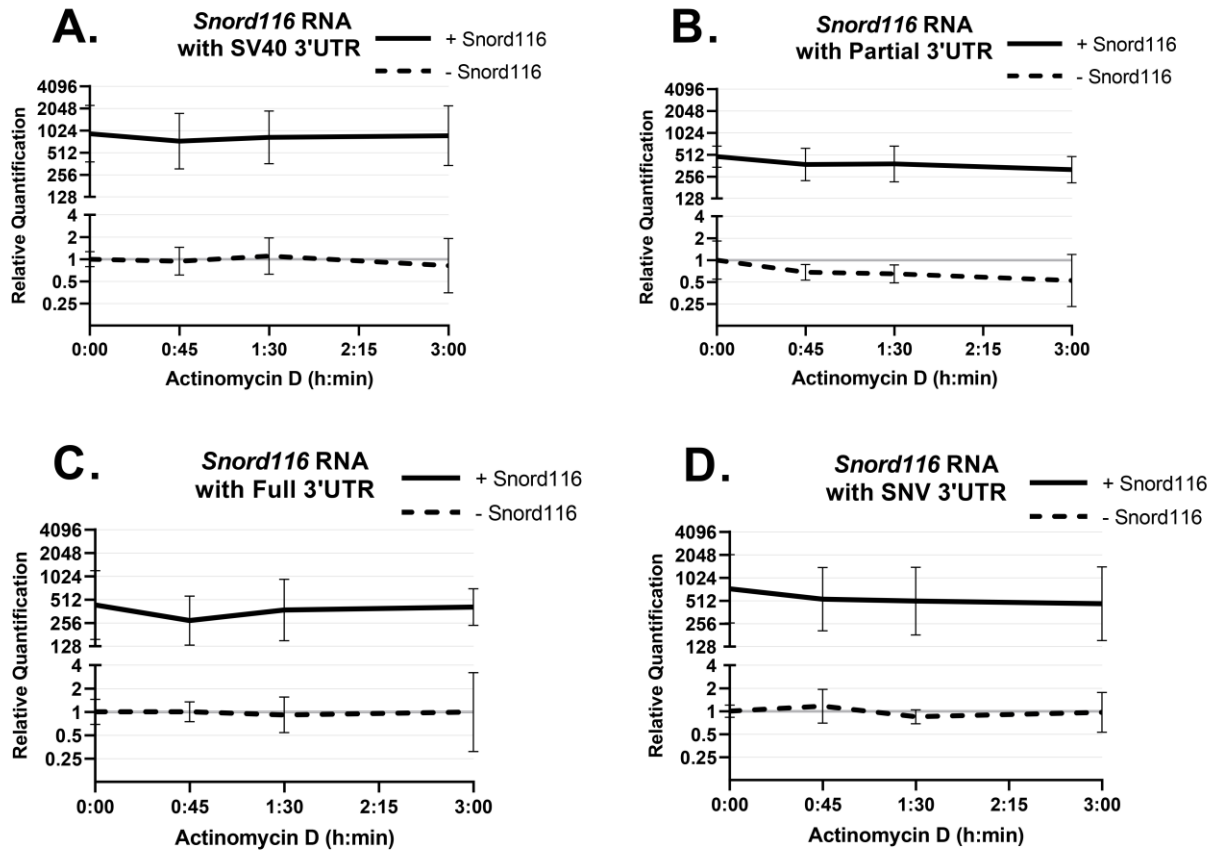 A.
Snord116 RNA
with SV40 3'UTR
+ Snord116
- Snord116
Relative Quantification
4096
2048
1024
512
256
128
4
2
1
0.5
0.25
0:00 0:45 1:30 2:15 3:00
Actinomycin D (h:min)
B.
Snord116 RNA
with Partial 3'UTR
+ Snord116
- Snord116
Relative Quantification
4096
2048
1024
512
256
128
4
2
1
0.5
0.25
0:00 0:45 1:30 2:15 3:00
Actinomycin D (h:min)
C.
Snord116 RNA
with Full 3'UTR
+ Snord116
- Snord116
Relative Quantification
4096
2048
1024
512
256
128
4
2
1
0.5
0.25
0:00 0:45 1:30 2:15 3:00
Actinomycin D (h:min)
D.
Snord116 RNA
with SNV 3'UTR
+ Snord116
- Snord116
Relative Quantification
4096
2048
1024
512
256
128
4
2
1
0.5
0.25
0:00 0:45 1:30 2:15 3:00
Actinomycin D (h:min)